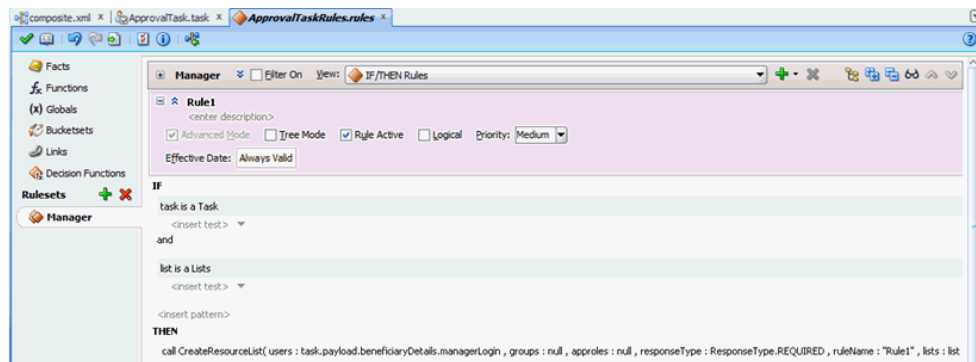 composite.xml x ApprovalTask.task x ApprovalTaskRules.rules x
Facts
Functions
(x) Globals
Bucketsets
Links
Decision Functions
Rulesets
Manager
Manager Filter On View: IF/THEN Rules
Rule1
<enter description>
Advanced Mode Tree Mode Rule Active Logical Priority: Medium
Effective Date: Always Valid
IF
task is a Task
<insert test>
and
list is a Lists
<insert test>
<insert pattern>
THEN
call CreateResourceList( users : task.payload.beneficiaryDetails.managerLogin , groups : null , approles : null , responseType : ResponseType.REQUIRED , ruleName : "Rule1" , lists : list